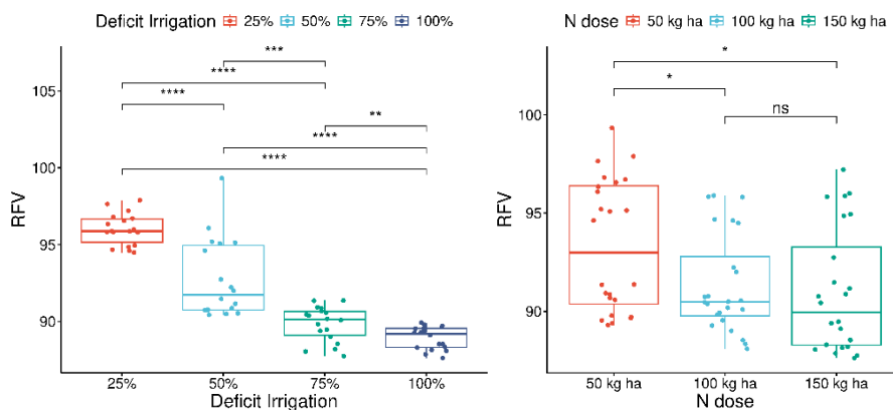 Deficit Irrigation 25% 50% 75% 100%
105
100
95
90
RFV
***
****
****
**
****
****
25% 50% 75% 100%
Deficit Irrigation
N dose 50 kg ha 100 kg ha 150 kg ha
100
95
90
RFV
*
*
ns
50 kg ha 100 kg ha 150 kg ha
N dose